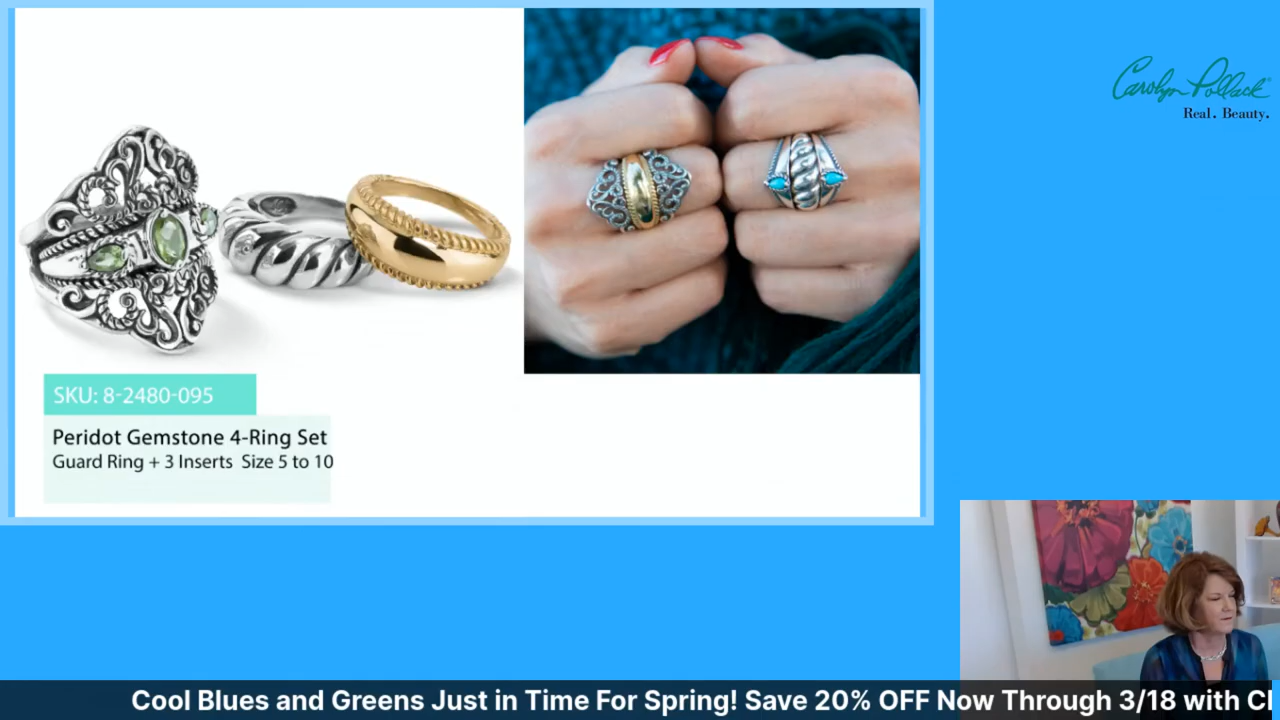 Carolyn Pollack
Real. Beauty.
SKU: 8-2480-095
Peridot Gemstone 4-Ring Set
Guard Ring + 3 Inserts Size 5 to 10
Cool Blues and Greens Just in Time For Spring! Save 20% OFF Now Through 3/18 with